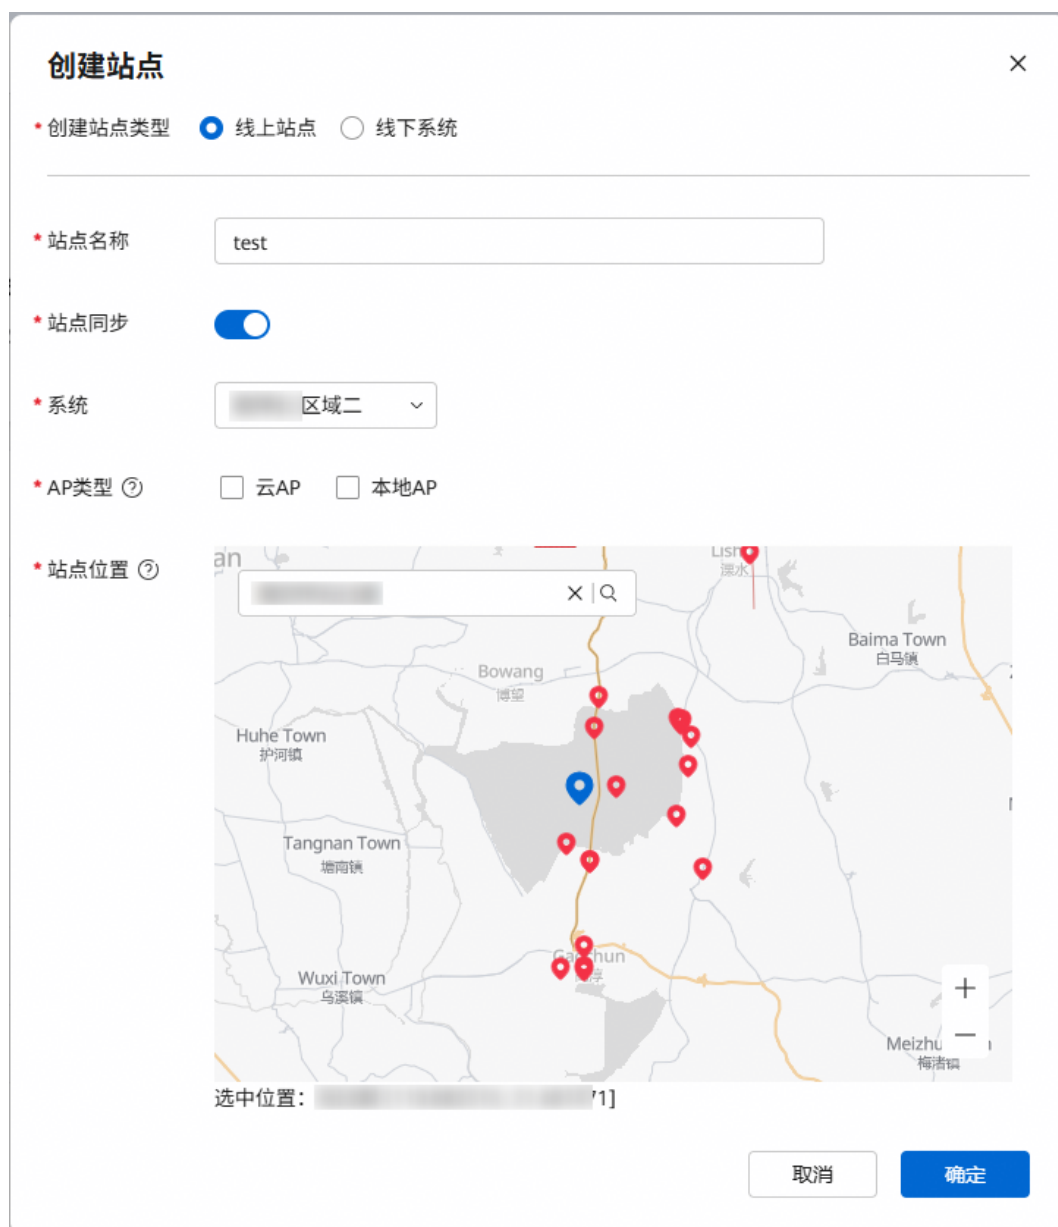 创建站点
* 创建站点类型 线上站点 线下系统
* 站点名称 test
* 站点同步
* 系统 区域二
* AP类型 ? 云AP 本地AP
* 站点位置 ?
an
Lish
溧水
Baima Town
白马镇
Bowang
博望
Huhe Town
护河镇
Tangnan Town
塘南镇
Wuxi Town
乌溪镇
Meizhu
梅渚镇
选中位置： 71]
取消 确定